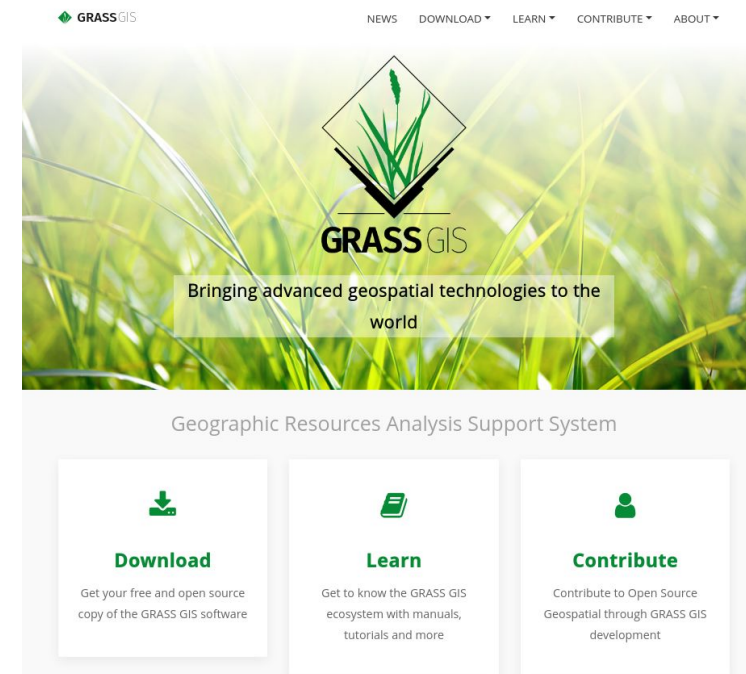 GRASS GIS
NEWS
DOWNLOAD
LEARN
CONTRIBUTE
ABOUT
GRASS GIS
Bringing advanced geospatial technologies to the
world
Geographic Resources Analysis Support System
Download
Get your free and open source
copy of the GRASS GIS software
Learn
Get to know the GRASS GIS
ecosystem with manuals,
tutorials and more
Contribute
Contribute to Open Source
Geospatial through GRASS GIS
development